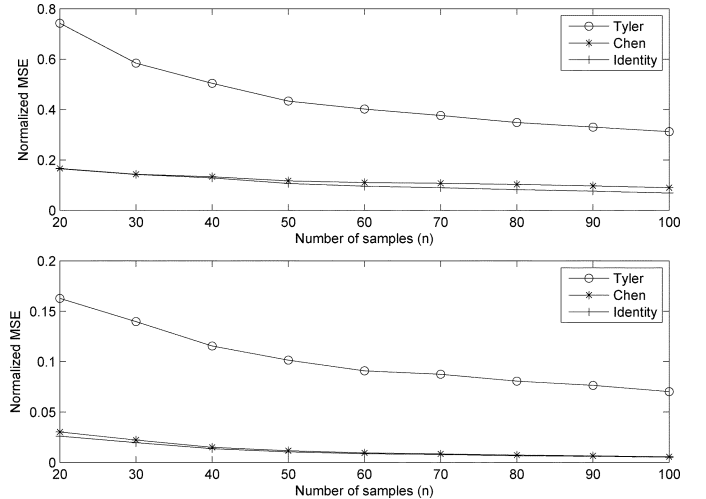 0.8
0.6
0.4
0.2
0
Normalized MSE
Tyler
Chen
Identity
20 30 40 50 60 70 80 90 100
Number of samples (n)
0.2
0.15
0.1
0.05
0
Normalized MSE
Tyler
Chen
Identity
20 30 40 50 60 70 80 90 100
Number of samples (n)